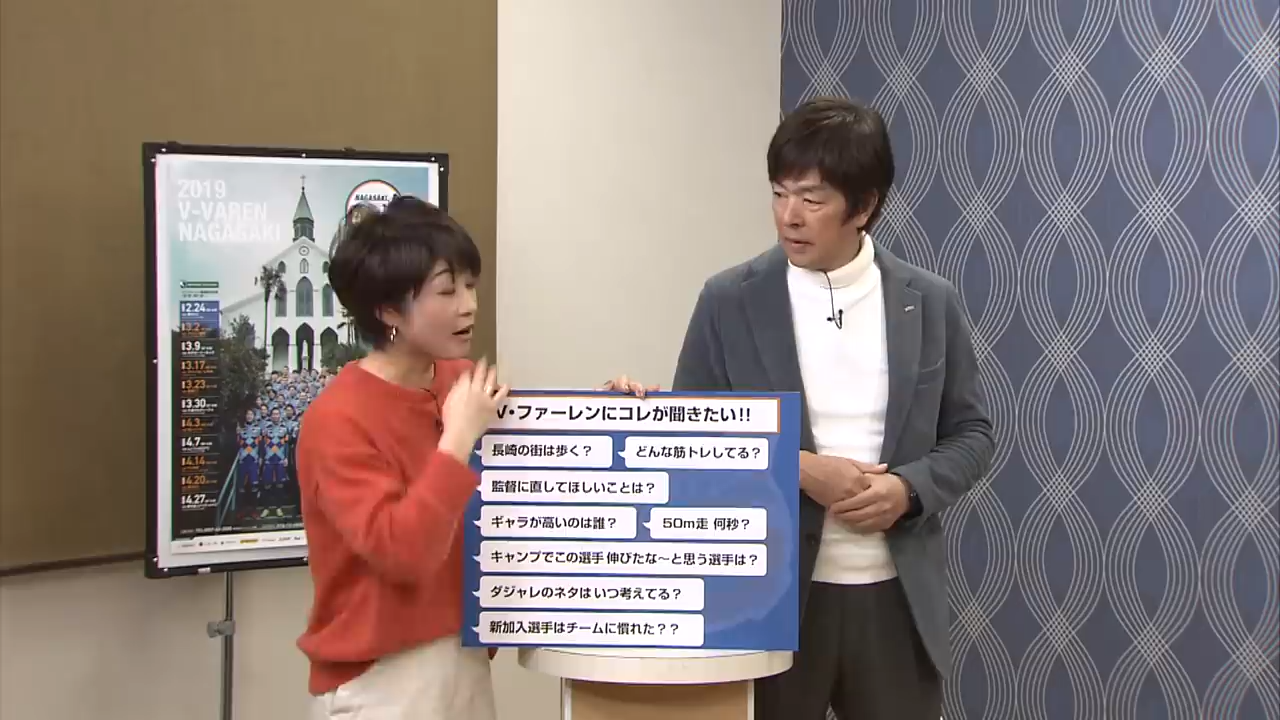 2019
V-VAREN
NAGASAKI
NAGASAKI
2.24
3.2
3.9
3.17
3.23
3.30
4.3
4.7
4.14
4.20
4.27
V・ファーレンにコレが聞きたい!!
長崎の街は歩く？
どんな筋トレしてる？
監督に直してほしいことは？
ギャラが高いのは誰？
50m走 何秒？
キャンプでこの選手 伸びたな～と思う選手は？
ダジャレのネタはいつ考えてる？
新加入選手はチームに慣れた？？